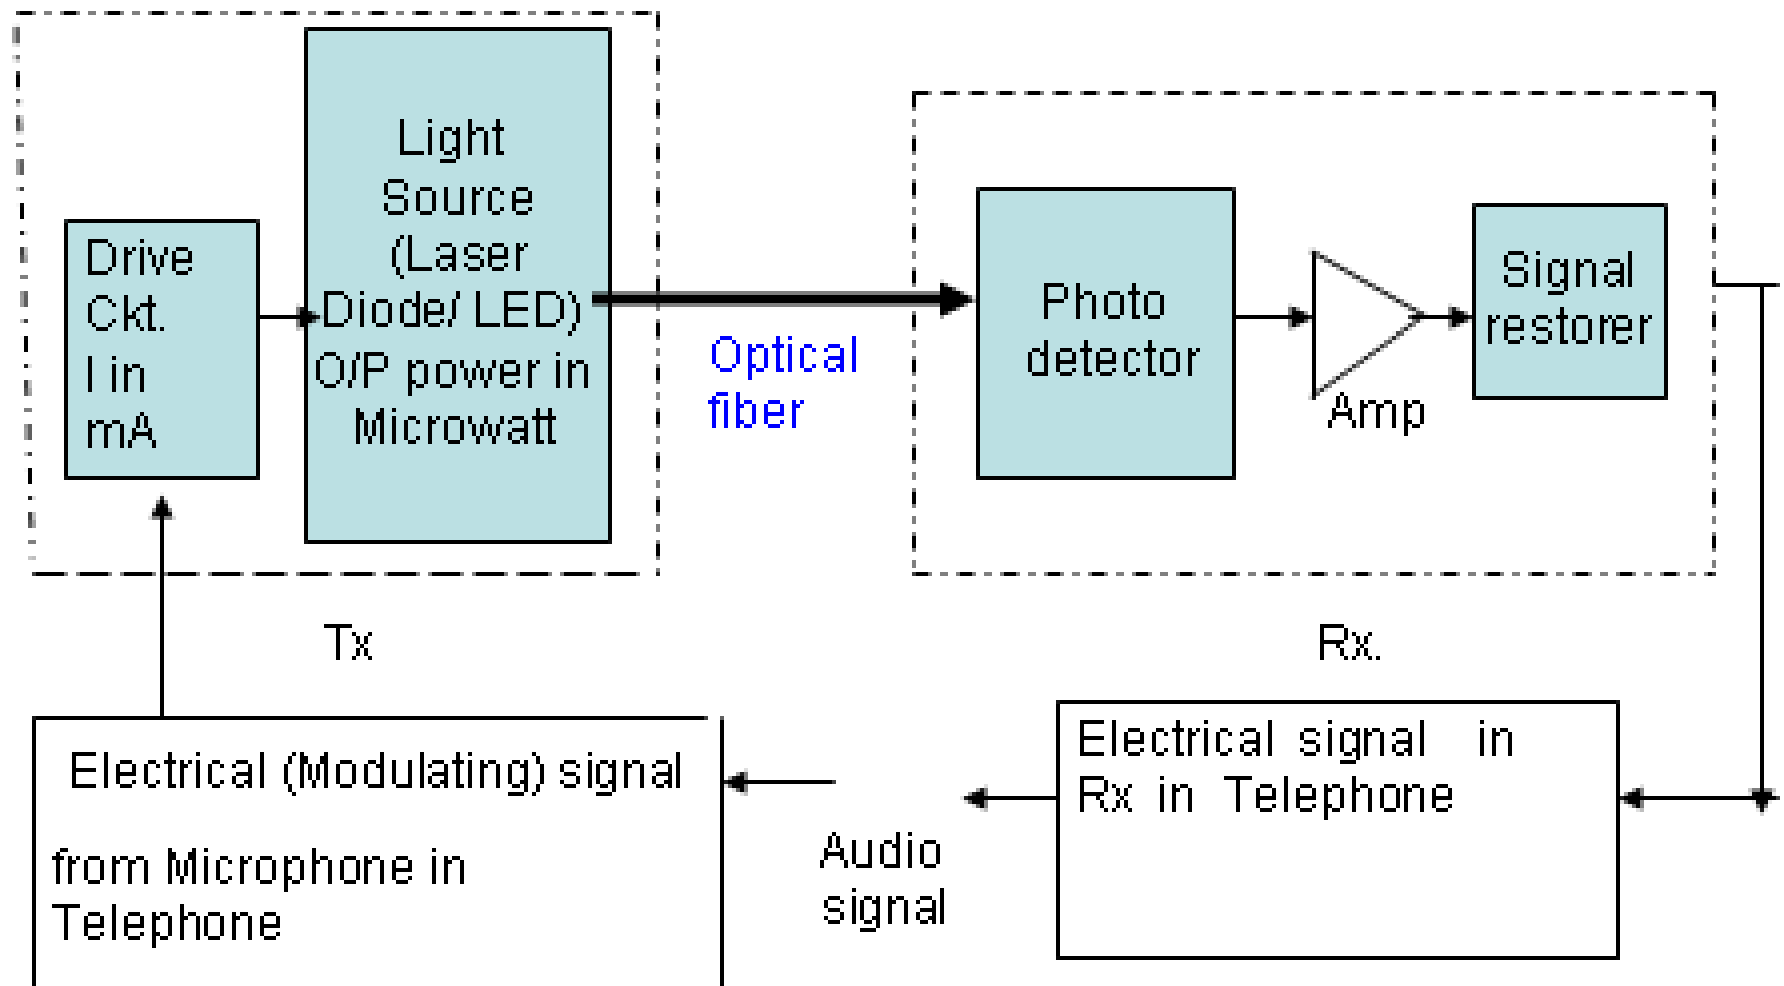 Light
Source
(Laser
Diode/ LED)
O/P power in
Microwatt
Drive
Ckt.
I in
mA
Optical
fiber
Photo
detector
Amp
Signal
restorer
Tx
Rx.
Electrical (Modulating) signal
from Microphone in
Telephone
Audio
signal
Electrical signal in
Rx in Telephone